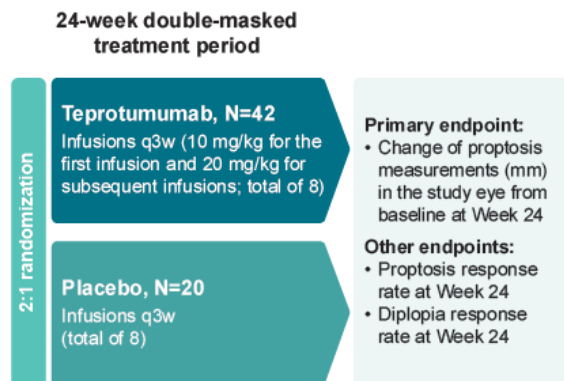 24-week double-masked
treatment period
2:1 randomization
Teprotumumab, N=42
Infusions q3w (10 mg/kg for the
first infusion and 20 mg/kg for
subsequent infusions; total of 8)
Placebo, N=20
Infusions q3w
(total of 8)
Primary endpoint:
• Change of proptosis
measurements (mm)
in the study eye from
baseline at Week 24
Other endpoints:
• Proptosis response
rate at Week 24
• Diplopia response
rate at Week 24